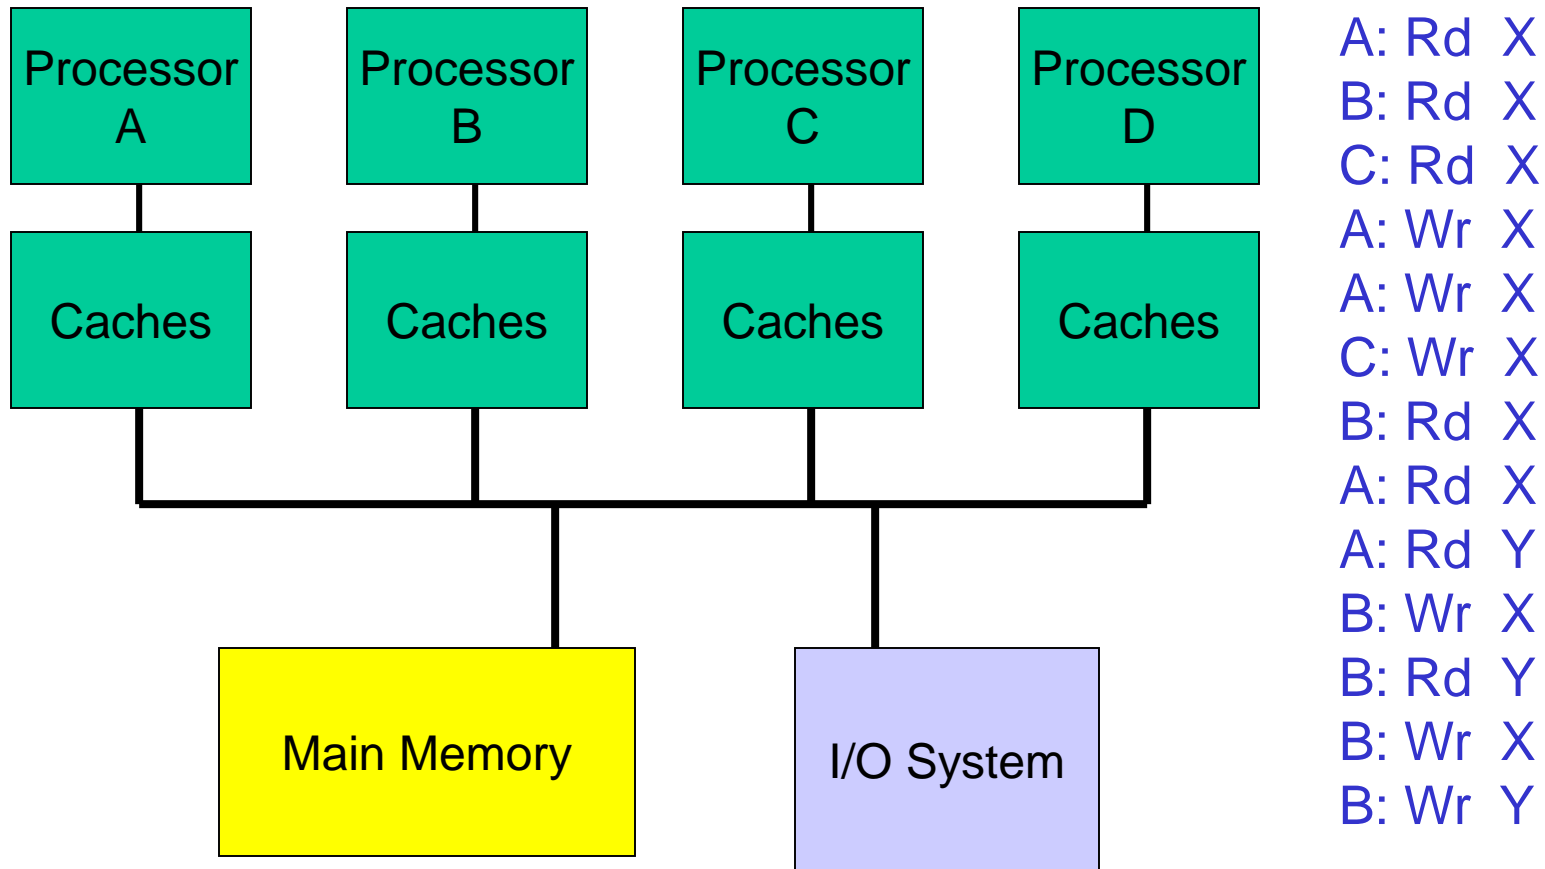 Processor
A
Processor
B
Processor
C
Processor
D
Caches
Caches
Caches
Caches
Main Memory
I/O System
A: Rd X
B: Rd X
C: Rd X
A: Wr X
A: Wr X
C: Wr X
B: Rd X
A: Rd X
A: Rd Y
B: Wr X
B: Rd Y
B: Wr X
B: Wr Y